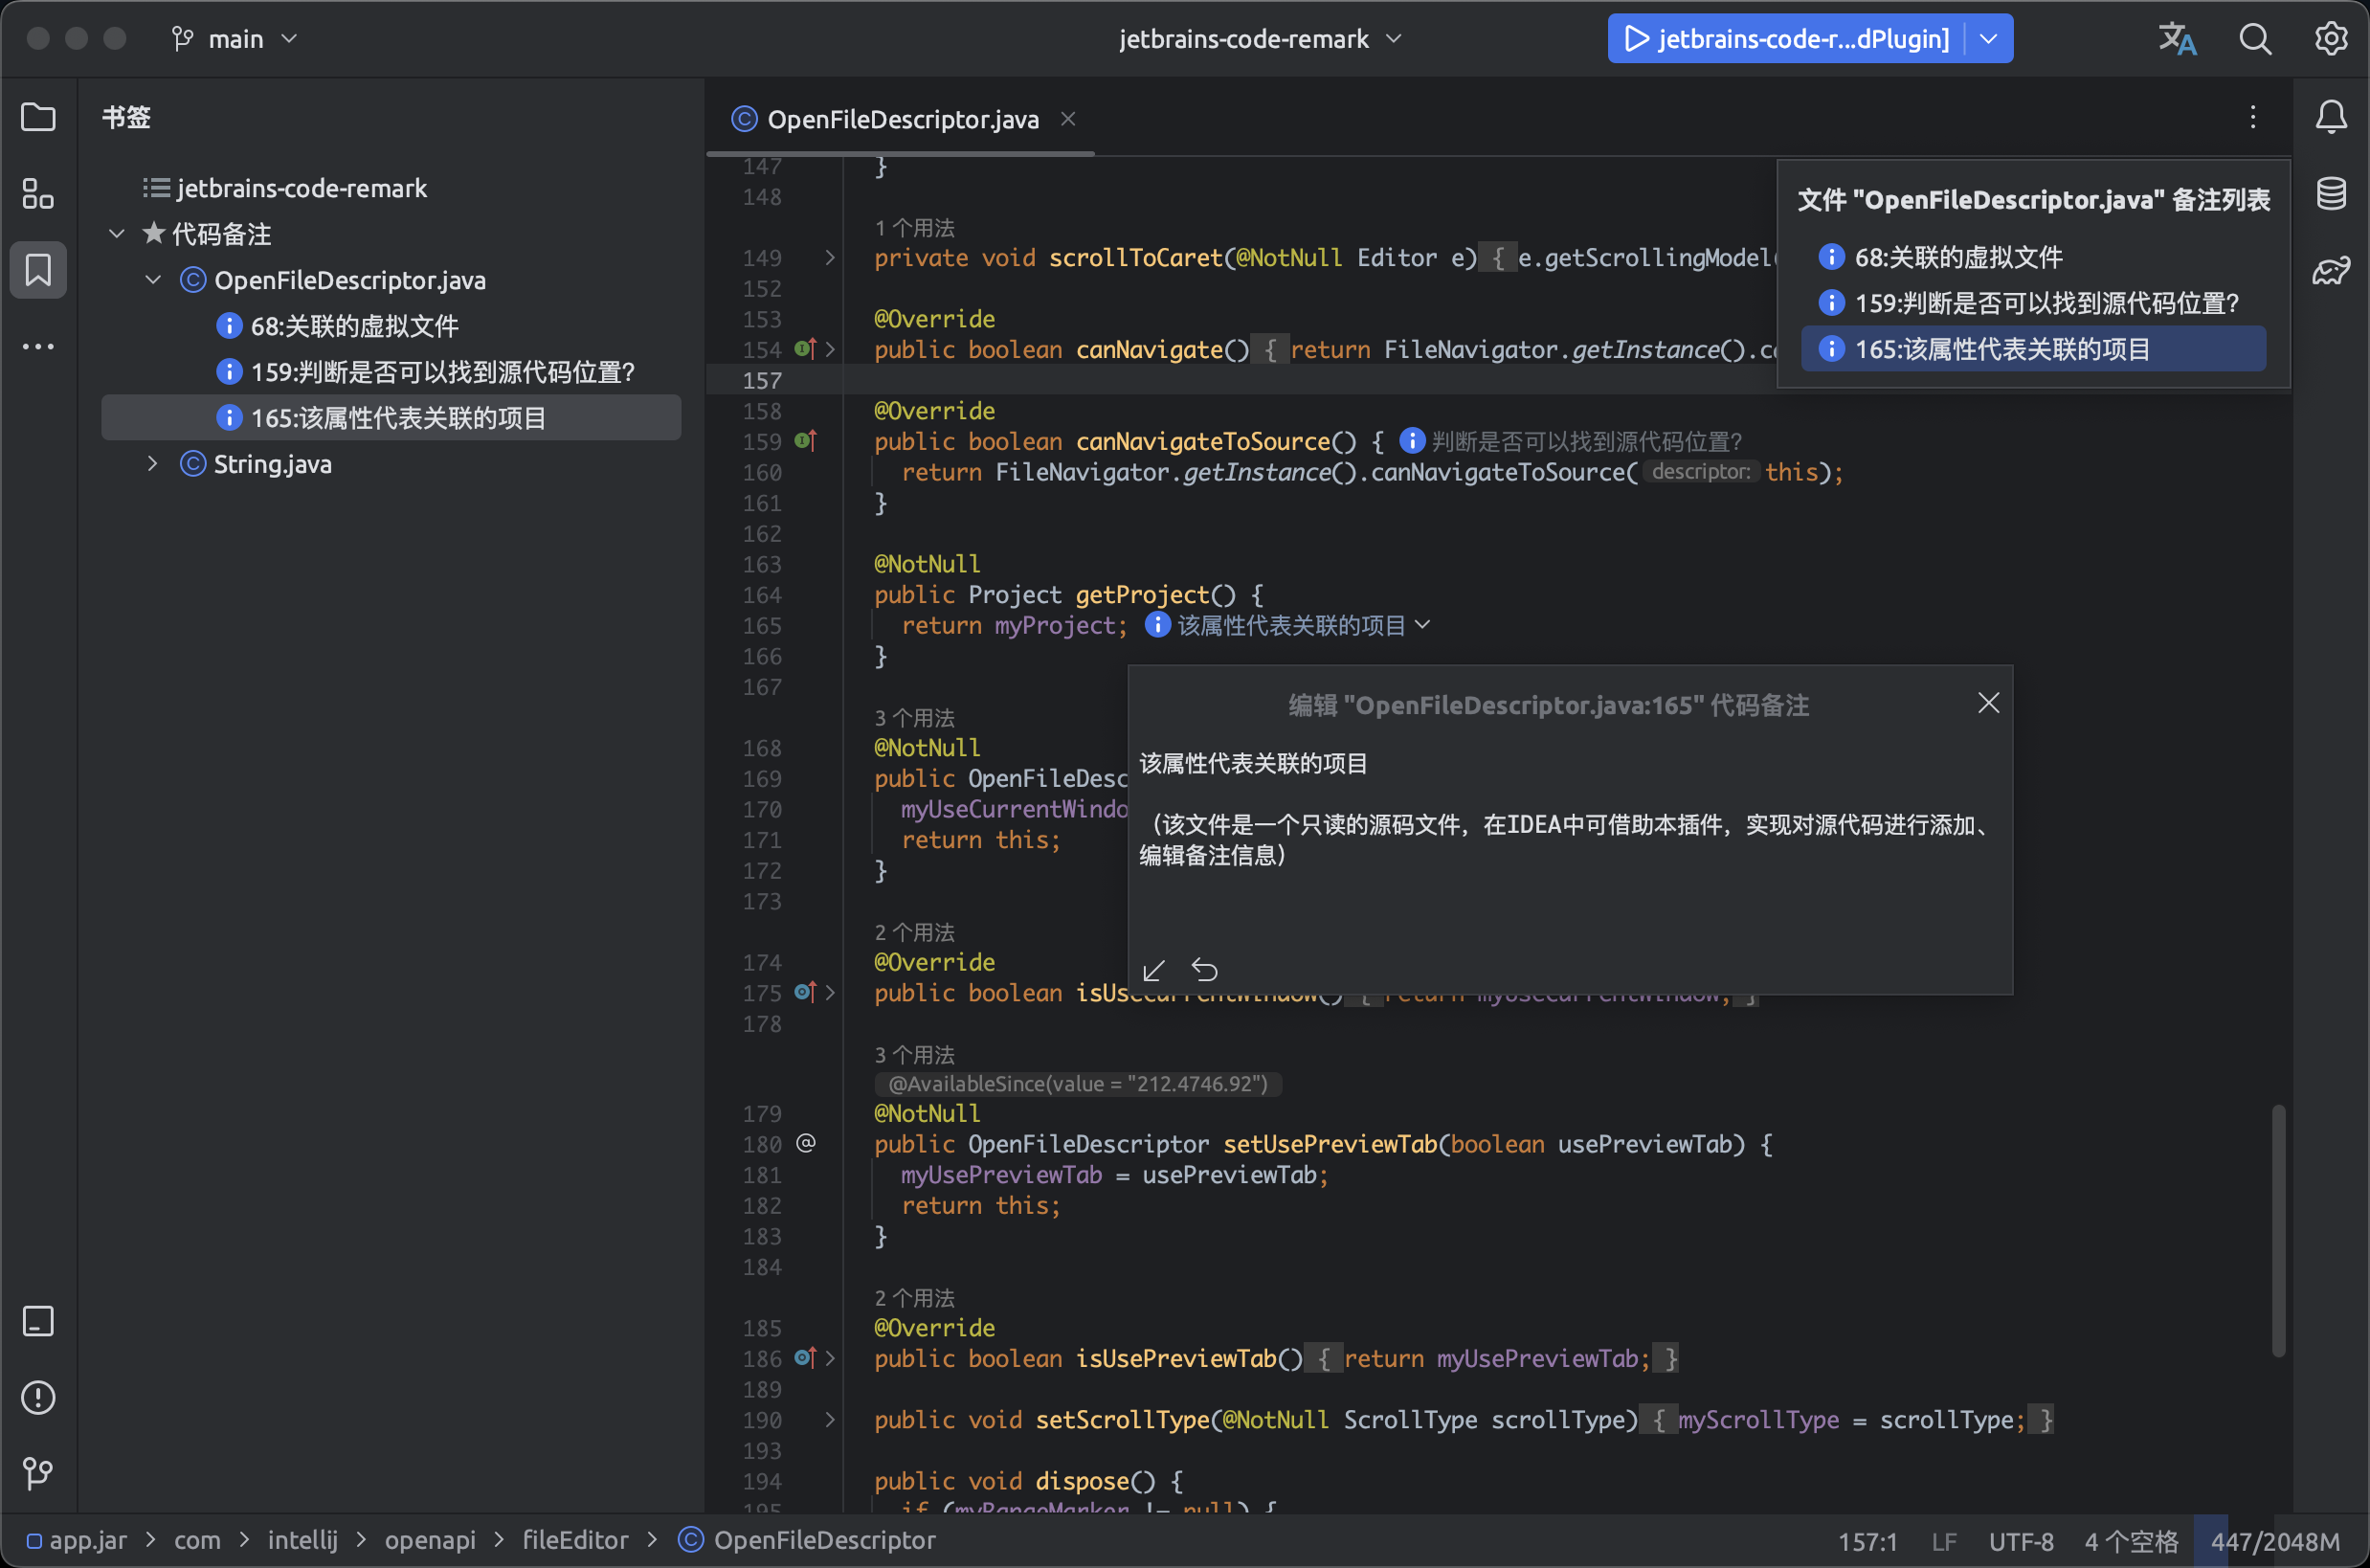 main
jetbrains-code-remark
jetbrains-code-r...dPlugin]
书签
jetbrains-code-remark
代码备注
OpenFileDescriptor.java
68:关联的虚拟文件
159:判断是否可以找到源代码位置?
165:该属性代表关联的项目
String.java
OpenFileDescriptor.java
147 }
148
1 个用法
149 private void scrollToCaret(@NotNull Editor e) { e.getScrollingModel(
152
153 @Override
154 public boolean canNavigate() { return FileNavigator.getInstance().c
157
158 @Override
159 public boolean canNavigateToSource() { 判断是否可以找到源代码位置?
160 return FileNavigator.getInstance().canNavigateToSource( descriptor: this);
161 }
162
163 @NotNull
164 public Project getProject() {
165 return myProject; 该属性代表关联的项目
166 }
167
3 个用法
168 @NotNull
169 public OpenFileDesc
170 myUseCurrentWindo
171 return this;
172 }
173
2 个用法
174 @Override
175 public boolean isUseCurrentWindow() { return myUseCurrentWindow; }
178
3 个用法
@AvailableSince(value = "212.4746.92")
179 @NotNull
180 public OpenFileDescriptor setUsePreviewTab(boolean usePreviewTab) {
181 myUsePreviewTab = usePreviewTab;
182 return this;
183 }
184
2 个用法
185 @Override
186 public boolean isUsePreviewTab() { return myUsePreviewTab; }
189
190 public void setScrollType(@NotNull ScrollType scrollType) { myScrollType = scrollType; }
193
194 public void dispose() {
195 if (myRangeMarker != null) {
文件 "OpenFileDescriptor.java" 备注列表
68:关联的虚拟文件
159:判断是否可以找到源代码位置?
165:该属性代表关联的项目
编辑 "OpenFileDescriptor.java:165" 代码备注
该属性代表关联的项目
（该文件是一个只读的源码文件，在IDEA中可借助本插件，实现对源代码进行添加、
编辑备注信息）
app.jar > com > intellij > openapi > fileEditor > OpenFileDescriptor
157:1 LF UTF-8 4 个空格 447/2048M